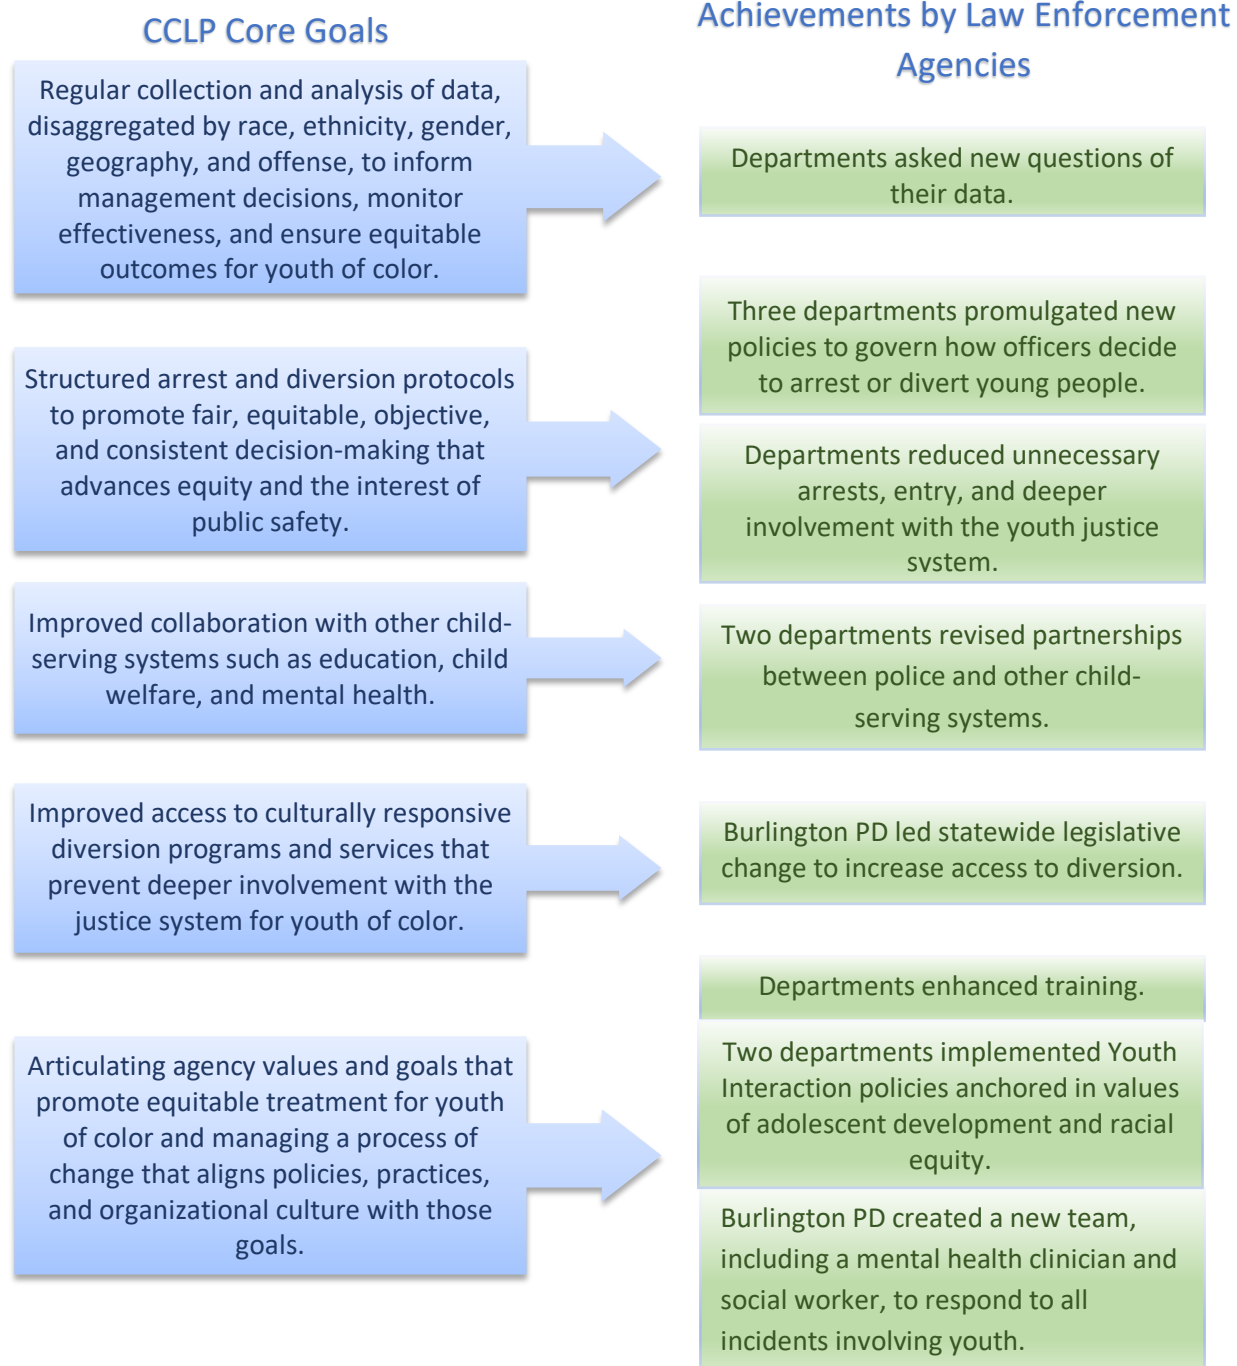 CCLP Core Goals
Regular collection and analysis of data,
disaggregated by race, ethnicity, gender,
geography, and offense, to inform
management decisions, monitor
effectiveness, and ensure equitable
outcomes for youth of color.
Structured arrest and diversion protocols
to promote fair, equitable, objective,
and consistent decision-making that
advances equity and the interest of
public safety.
Improved collaboration with other child-
serving systems such as education, child
welfare, and mental health.
Improved access to culturally responsive
diversion programs and services that
prevent deeper involvement with the
justice system for youth of color.
Articulating agency values and goals that
promote equitable treatment for youth
of color and managing a process of
change that aligns policies, practices,
and organizational culture with those
goals.
Achievements by Law Enforcement
Agencies
Departments asked new questions of
their data.
Three departments promulgated new
policies to govern how officers decide
to arrest or divert young people.
Departments reduced unnecessary
arrests, entry, and deeper
involvement with the youth justice
system.
Two departments revised partnerships
between police and other child-
serving systems.
Burlington PD led statewide legislative
change to increase access to diversion.
Departments enhanced training.
Two departments implemented Youth
Interaction policies anchored in values
of adolescent development and racial
equity.
Burlington PD created a new team,
including a mental health clinician and
social worker, to respond to all
incidents involving youth.